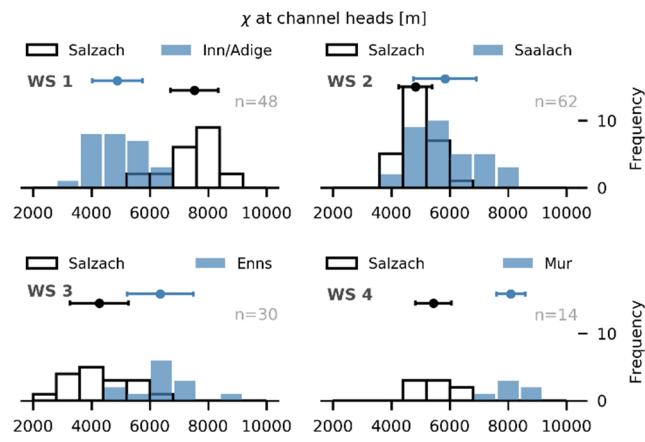 χ at channel heads [m]
Salzach Inn/Adige Salzach Saalach
WS 1 WS 2
n=48 n=62
10
0
Frequency
2000 4000 6000 8000 10000 2000 4000 6000 8000 10000
Salzach Enns Salzach Mur
WS 3 WS 4
n=30 n=14
10
0
Frequency
2000 4000 6000 8000 10000 2000 4000 6000 8000 10000